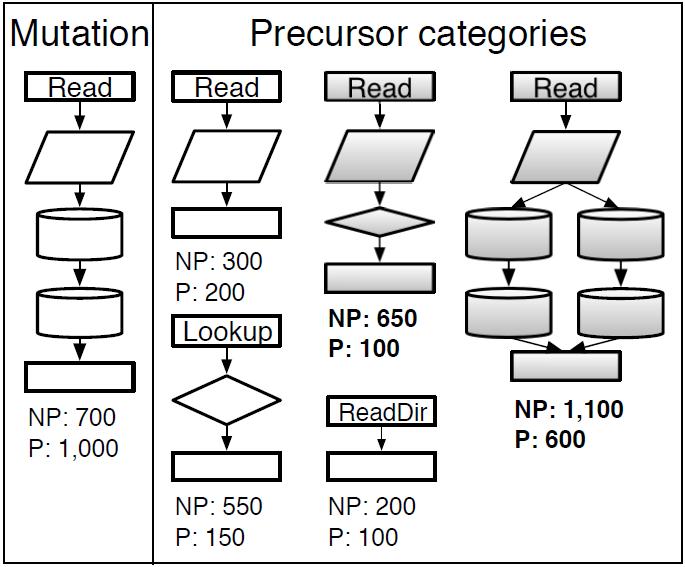 Mutation
Precursor categories
Read
NP: 700
P: 1,000
Read
NP: 300
P: 200
Lookup
NP: 550
P: 150
Read
NP: 650
P: 100
ReadDir
NP: 200
P: 100
Read
NP: 1,100
P: 600